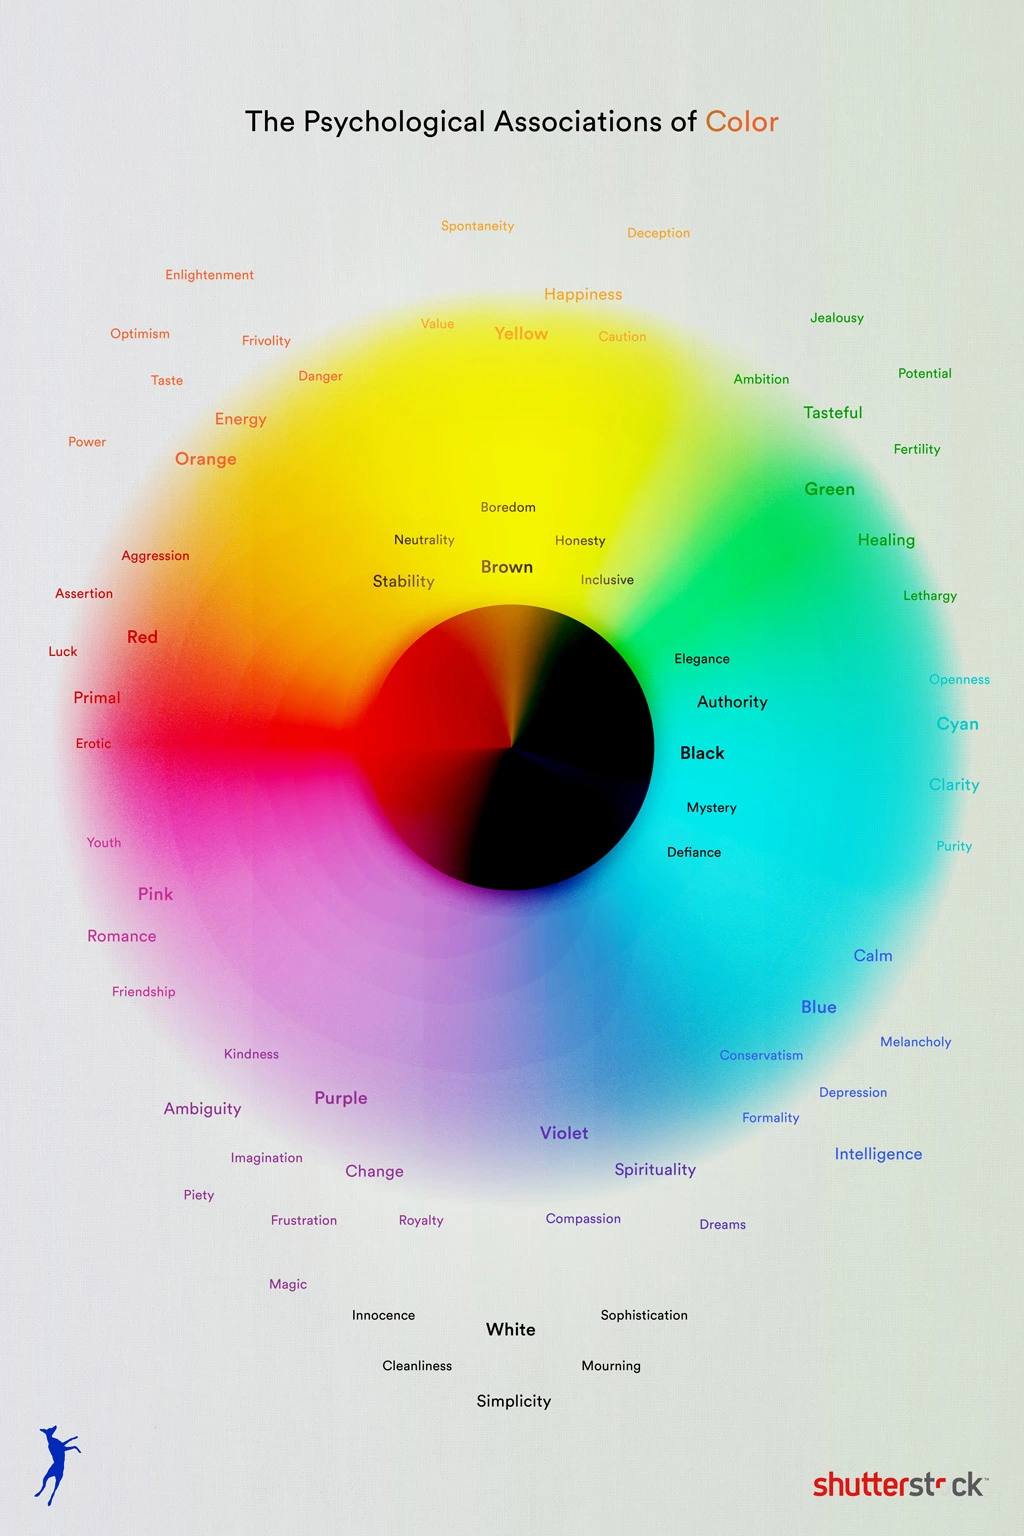 The Psychological Associations of Color
Spontaneity
Deception
Enlightenment
Happiness
Jealousy
Value
Yellow
Caution
Optimism
Frivolity
Danger
Taste
Ambition
Potential
Energy
Tasteful
Power
Orange
Fertility
Green
Boredom
Neutrality
Honesty
Healing
Brown
Stability
Inclusive
Aggression
Assertion
Lethargy
Red
Luck
Elegance
Openness
Primal
Authority
Cyan
Erotic
Black
Clarity
Mystery
Youth
Defiance
Purity
Pink
Romance
Calm
Friendship
Blue
Kindness
Conservatism
Melancholy
Purple
Depression
Ambiguity
Formality
Violet
Imagination
Change
Spirituality
Intelligence
Piety
Frustration
Royalty
Compassion
Dreams
Magic
Innocence
Sophistication
White
Cleanliness
Mourning
Simplicity
shutterstock™